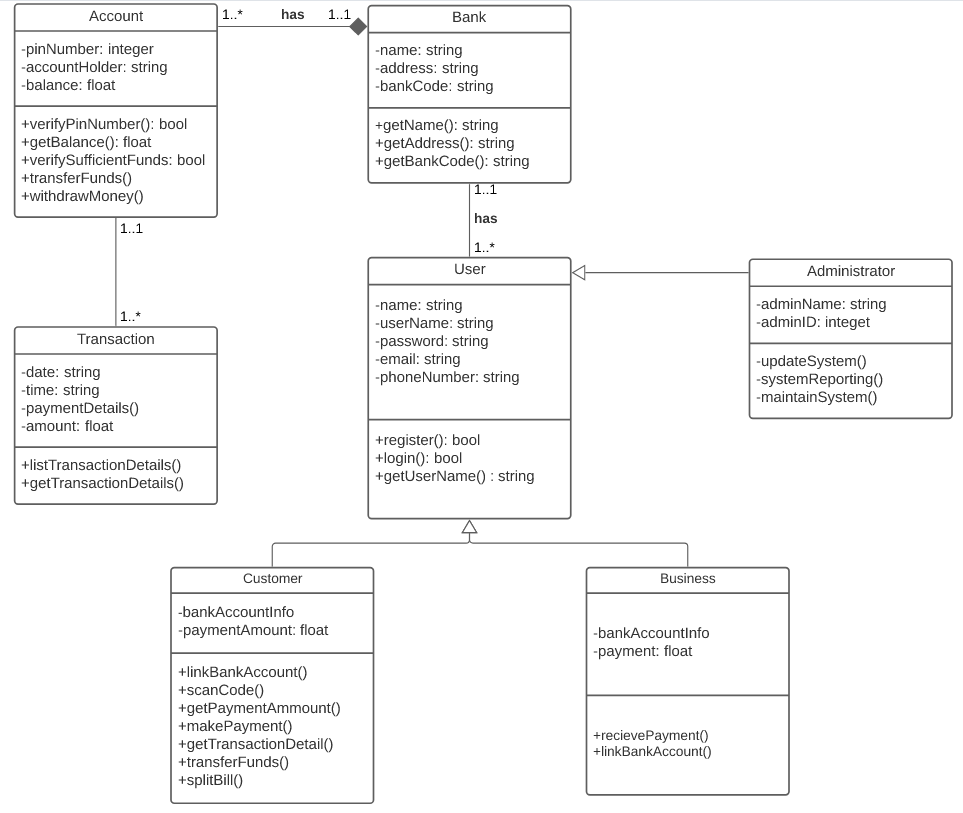 Account
-pinNumber: integer
-accountHolder: string
-balance: float
+verifyPinNumber(): bool
+getBalance(): float
+verifySufficientFunds: bool
+transferFunds()
+withdrawMoney()
1..* has 1..1
Bank
-name: string
-address: string
-bankCode: string
+getName(): string
+getAddress(): string
+getBankCode(): string
1..1
has
1..*
1..1
1..*
Transaction
-date: string
-time: string
-paymentDetails()
-amount: float
+listTransactionDetails()
+getTransactionDetails()
User
-name: string
-userName: string
-password: string
-email: string
-phoneNumber: string
+register(): bool
+login(): bool
+getUserName() : string
Administrator
-adminName: string
-adminID: integet
-updateSystem()
-systemReporting()
-maintainSystem()
Customer
-bankAccountInfo
-paymentAmount: float
+linkBankAccount()
+scanCode()
+getPaymentAmmount()
+makePayment()
+getTransactionDetail()
+transferFunds()
+splitBill()
Business
-bankAccountInfo
-payment: float
+recievePayment()
+linkBankAccount()